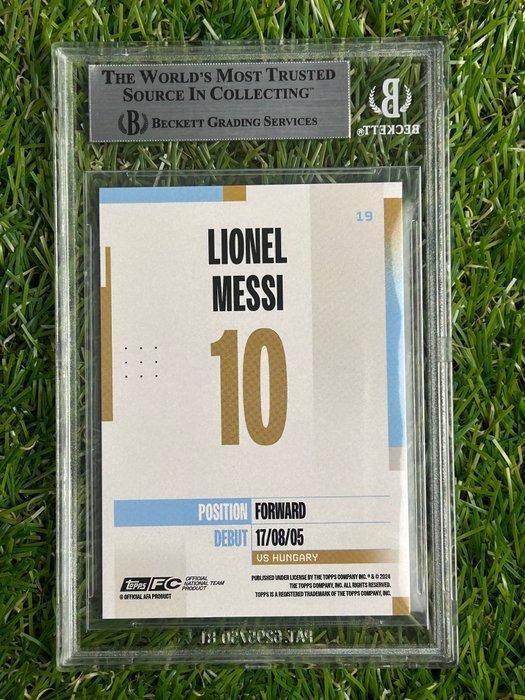 THE WORLD'S MOST TRUSTED
SOURCE IN COLLECTING™
B BECKETT GRADING SERVICES
B
BECKETT®
19
LIONEL
MESSI
10
POSITION FORWARD
DEBUT 17/08/05
VS HUNGARY
TOPPS FC OFFICIAL
NATIONAL TEAM
PRODUCT
© OFFICIAL AFA PRODUCT
PUBLISHED UNDER LICENSE BY THE TOPPS COMPANY INC. ® & © 2024
THE TOPPS COMPANY, INC. ALL RIGHTS RESERVED.
TOPPS IS A REGISTERED TRADEMARK OF THE TOPPS COMPANY, INC.